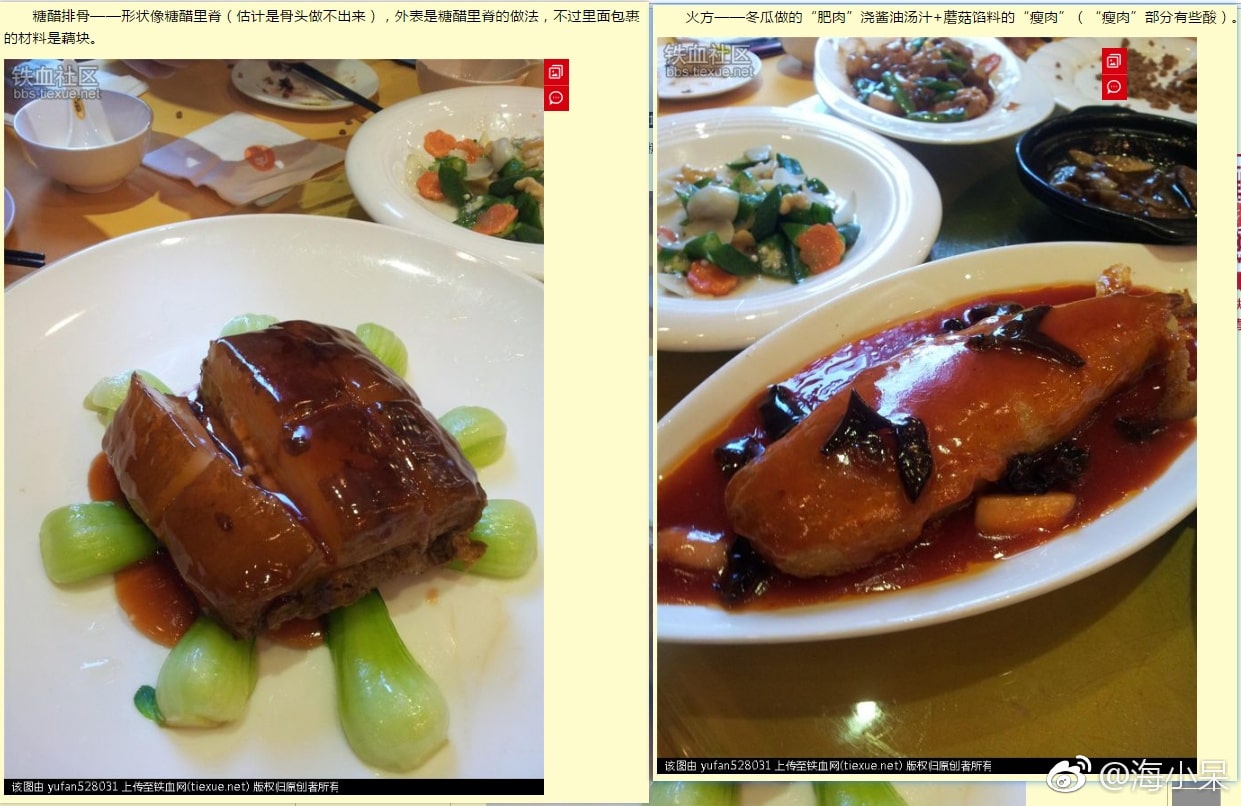 糖醋排骨——形状像糖醋里脊（估计是骨头做不出来），外表是糖醋里脊的做法，不过里面包裹
的材料是藕块。
铁血社区
bbs.tiexue.net
该图由 yufan528031 上传至铁血网(tiexue.net) 版权归原创者所有
火方——冬瓜做的“肥肉”浇酱油汤汁+蘑菇馅料的“瘦肉”（“瘦肉”部分有些酸）。
铁血社区
bbs.tiexue.net
该图由 yufan528031 上传至铁血网(tiexue.net) 版权归原创者所有
@海小呆